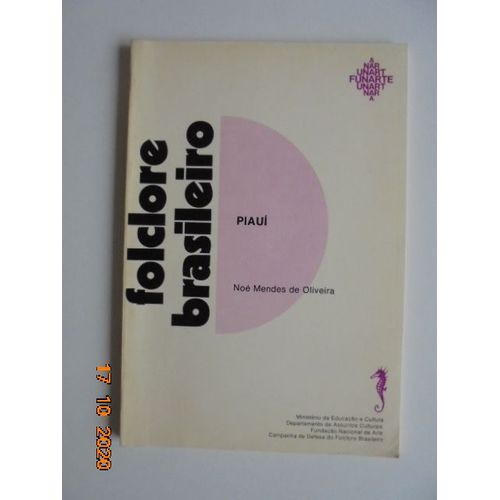 A
NAR
UNART
FUNARTE
UNART
NAR
A
folclore
brasileiro
PIAUÍ
Noé Mendes de Oliveira
Ministério da Educação e Cultura
Departamento de Assuntos Culturais
Fundação Nacional de Arte
Campanha de Defesa do Folclore Brasileiro
17 10 2020